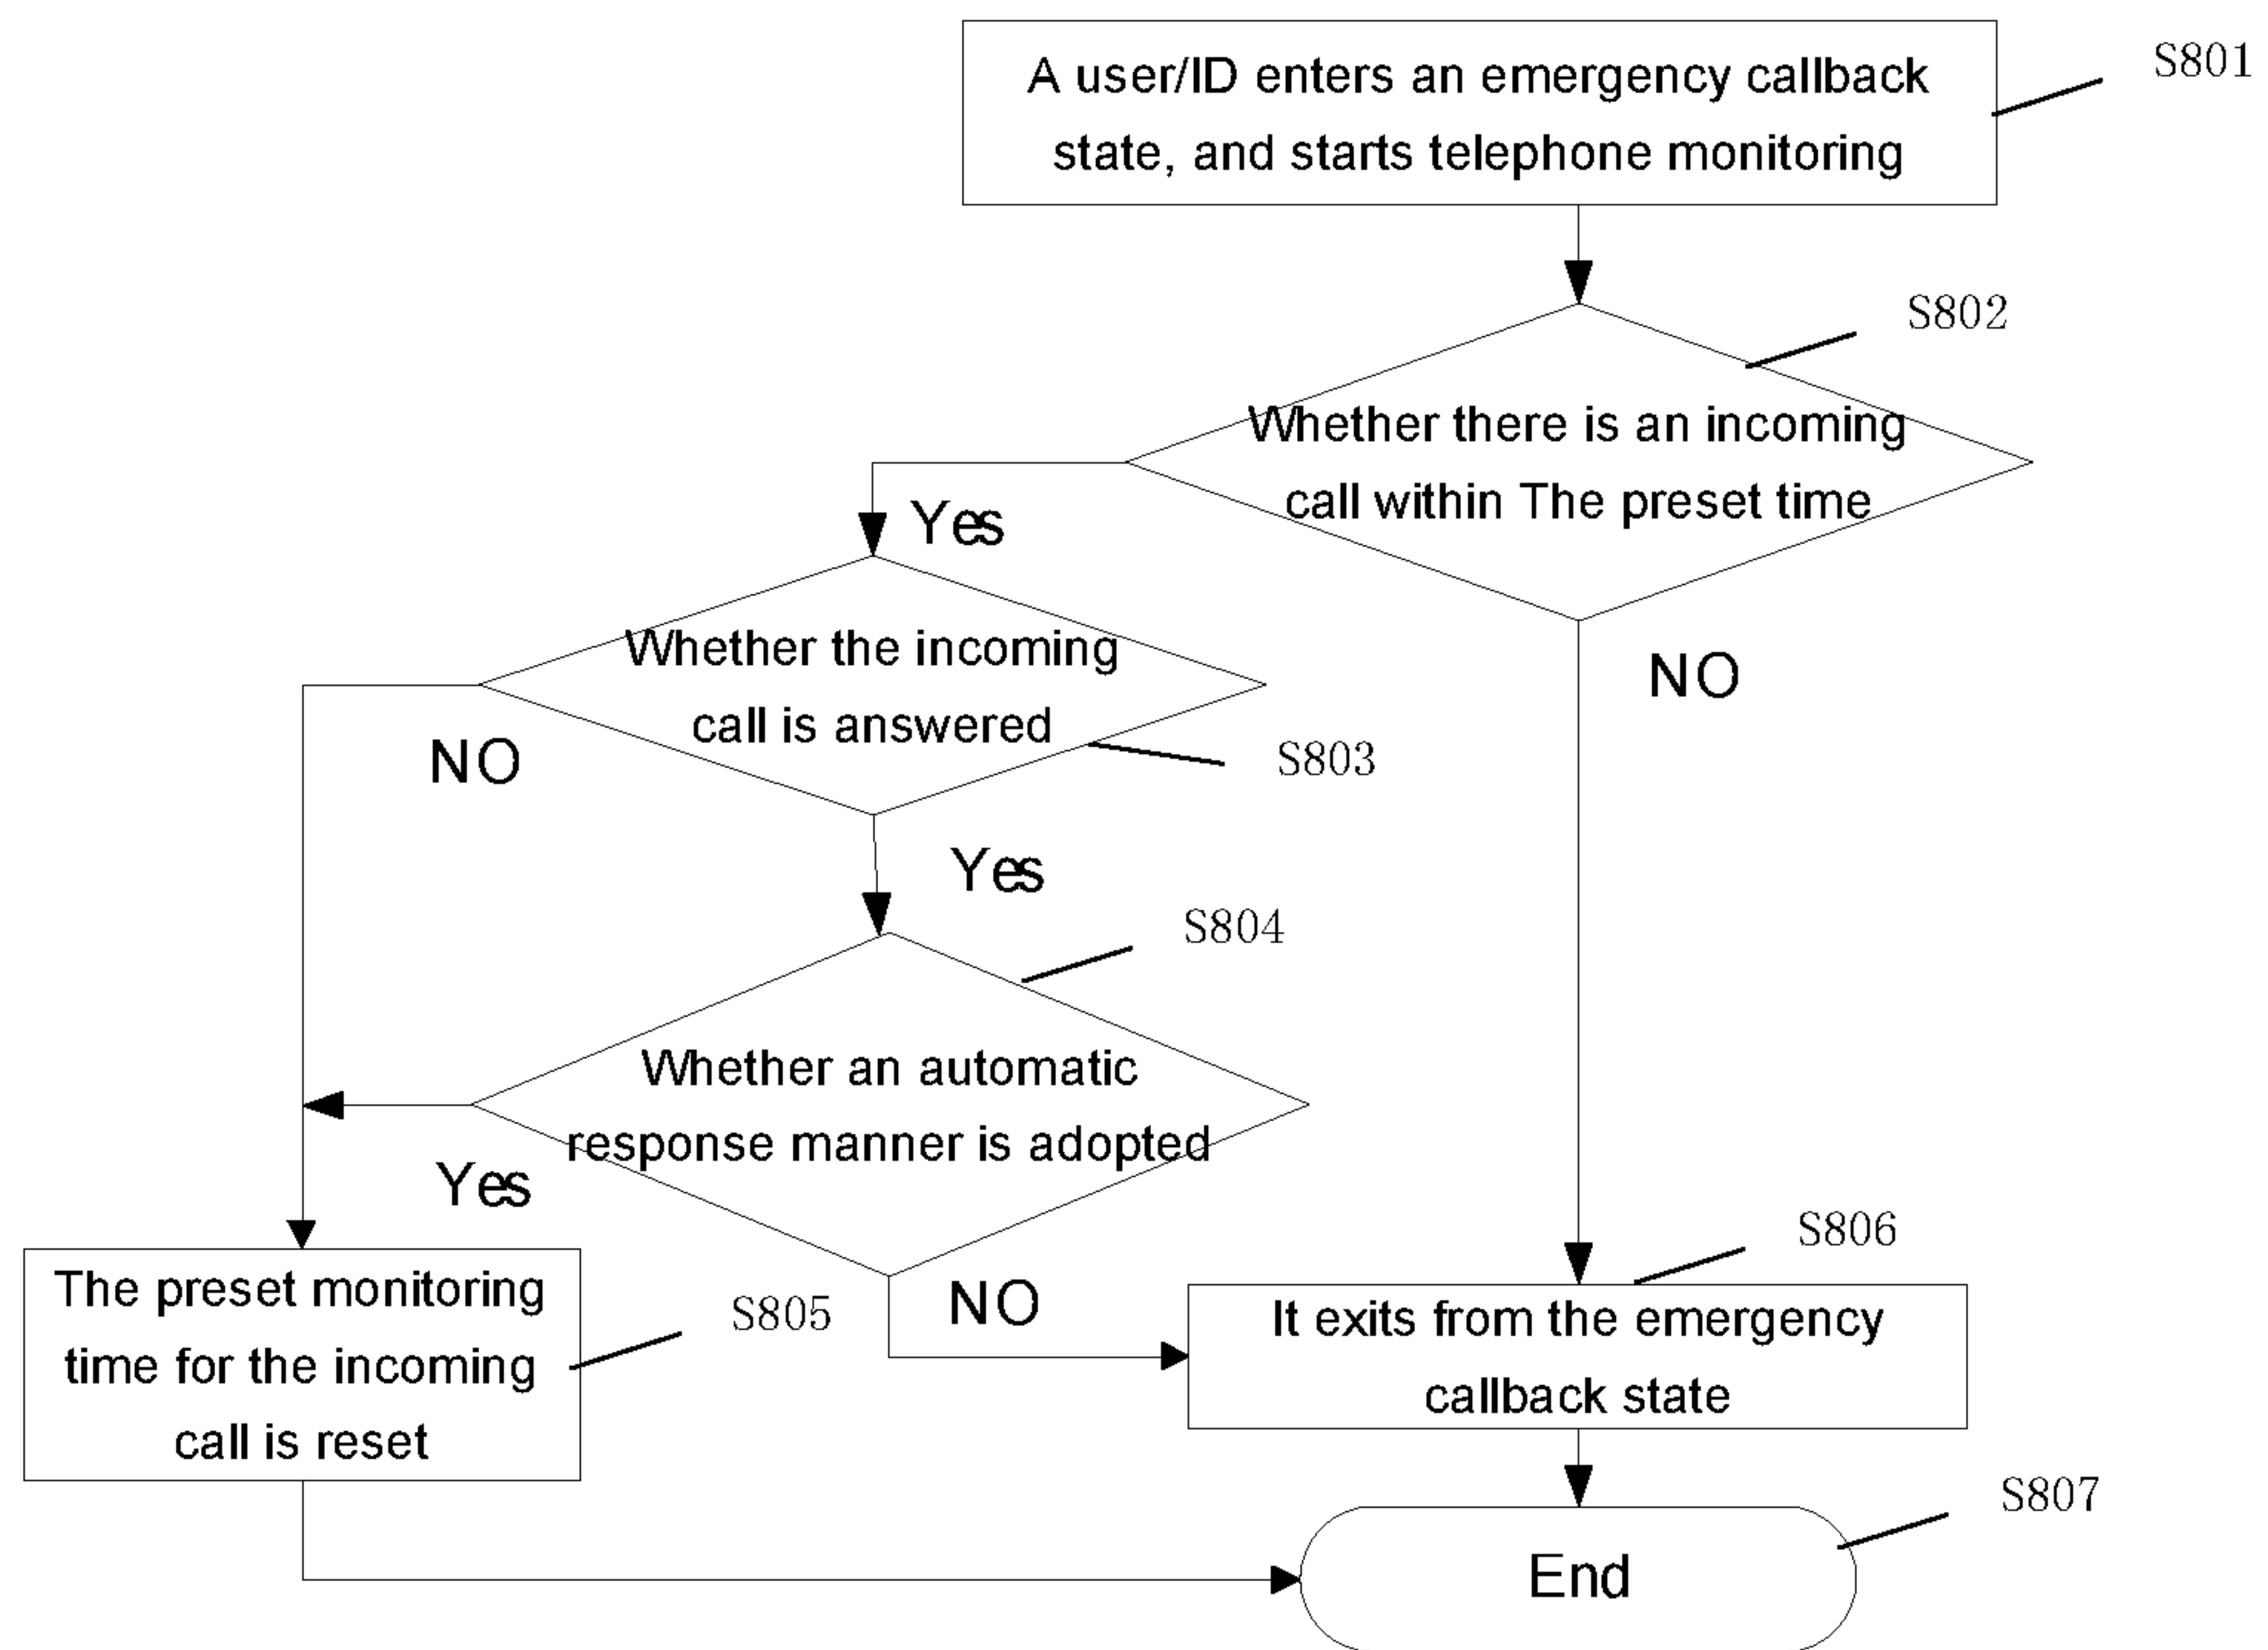 A user/ID enters an emergency callback
state, and starts telephone monitoring
S801
S802
Whether there is an incoming
call within The preset time
Yes
NO
Whether the incoming
call is answered
S803
NO
Yes
S804
Whether an automatic
response manner is adopted
Yes
NO
The preset monitoring
time for the incoming
call is reset
S805
S806
It exits from the emergency
callback state
S807
End